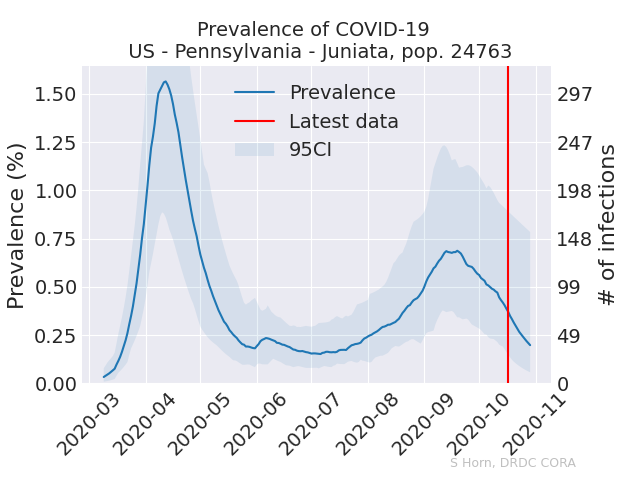 Prevalence of COVID-19
US - Pennsylvania - Juniata, pop. 24763
Prevalence (%)
1.50
1.25
1.00
0.75
0.50
0.25
0.00
Prevalence
Latest data
95CI
297
247
198
148
99
49
0
# of infections
2020-03
2020-04
2020-05
2020-06
2020-07
2020-08
2020-09
2020-10
2020-11
S Horn, DRDC CORA